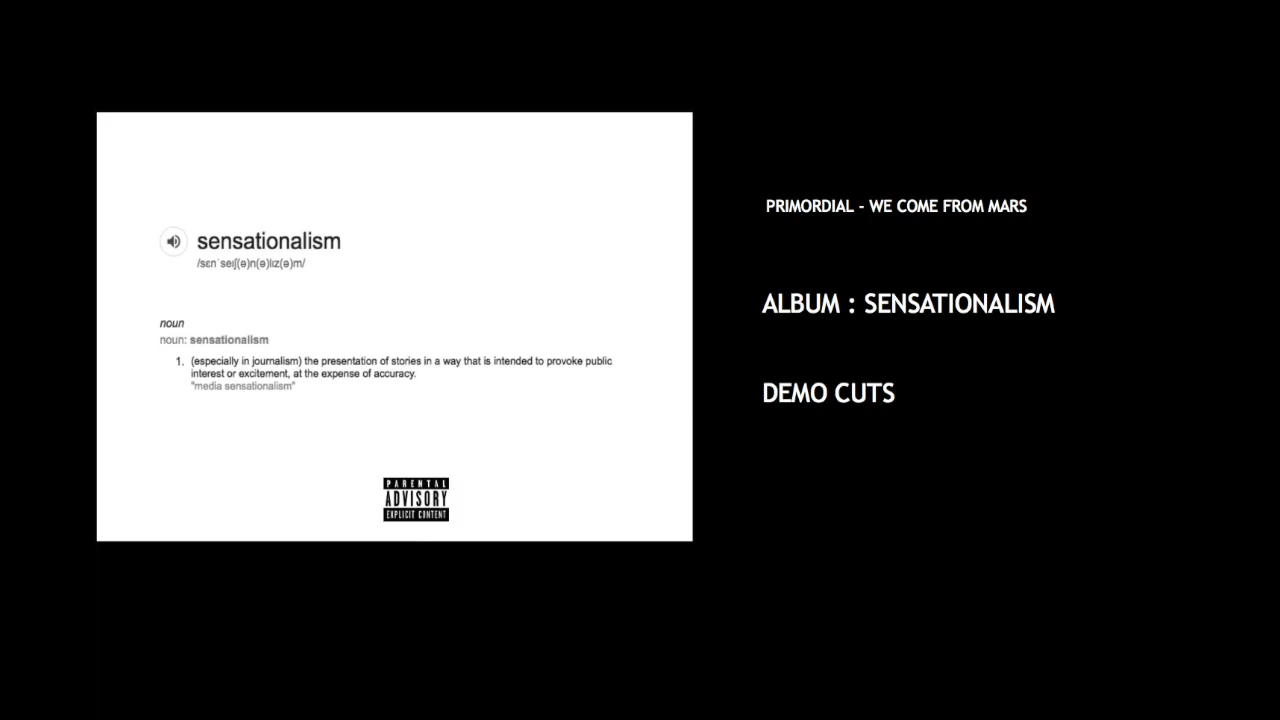 sensationalism
/sɛnˈseɪʃ(ə)n(ə)lɪz(ə)m/
noun
noun: sensationalism
1. (especially in journalism) the presentation of stories in a way that is intended to provoke public
interest or excitement, at the expense of accuracy.
"media sensationalism"
PARENTAL
ADVISORY
EXPLICIT CONTENT
PRIMORDIAL - WE COME FROM MARS
ALBUM : SENSATIONALISM
DEMO CUTS